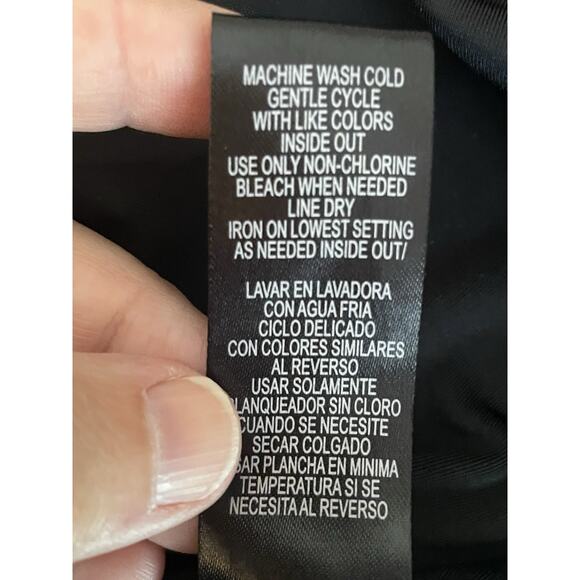 MACHINE WASH COLD
GENTLE CYCLE
WITH LIKE COLORS
INSIDE OUT
USE ONLY NON-CHLORINE
BLEACH WHEN NEEDED
LINE DRY
IRON ON LOWEST SETTING
AS NEEDED INSIDE OUT/
LAVAR EN LAVADORA
CON AGUA FRIA
CICLO DELICADO
CON COLORES SIMILARES
AL REVERSO
USAR SOLAMENTE
BLANQUEADOR SIN CLORO
CUANDO SE NECESITE
SECAR COLGADO
PLANCHA EN MINIMA
TEMPERATURA SI SE
NECESITA AL REVERSO